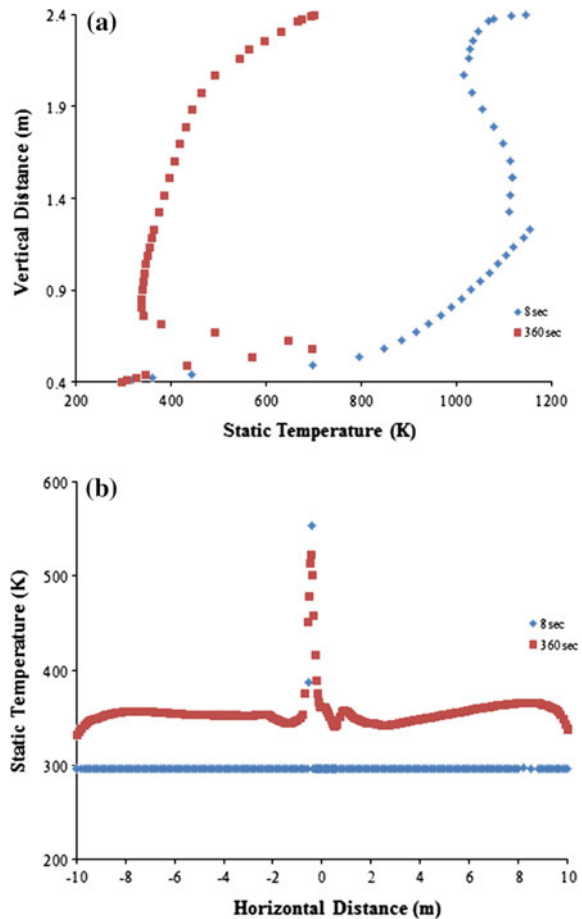 (a)
2.4
1.9
1.4
0.9
0.4
Vertical Distance (m)
8 sec
360 sec
200 400 600 800 1000 1200
Static Temperature (K)
(b)
600
500
400
300
200
Static Temperature (K)
8 sec
360 sec
-10 -8 -6 -4 -2 0 2 4 6 8 10
Horizontal Distance (m)